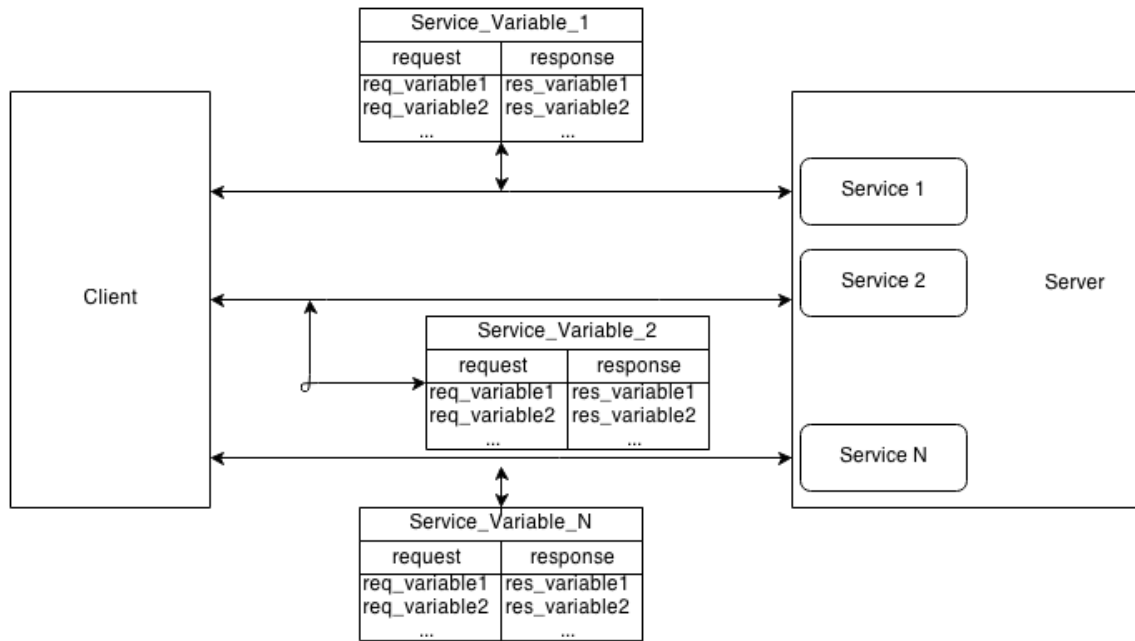 Service_Variable_1
request response
req_variable1 res_variable1
req_variable2 res_variable2
... ...
Service 1
Client
Service 2
Server
Service_Variable_2
request response
req_variable1 res_variable1
req_variable2 res_variable2
... ...
Service N
Service_Variable_N
request response
req_variable1 res_variable1
req_variable2 res_variable2
... ...